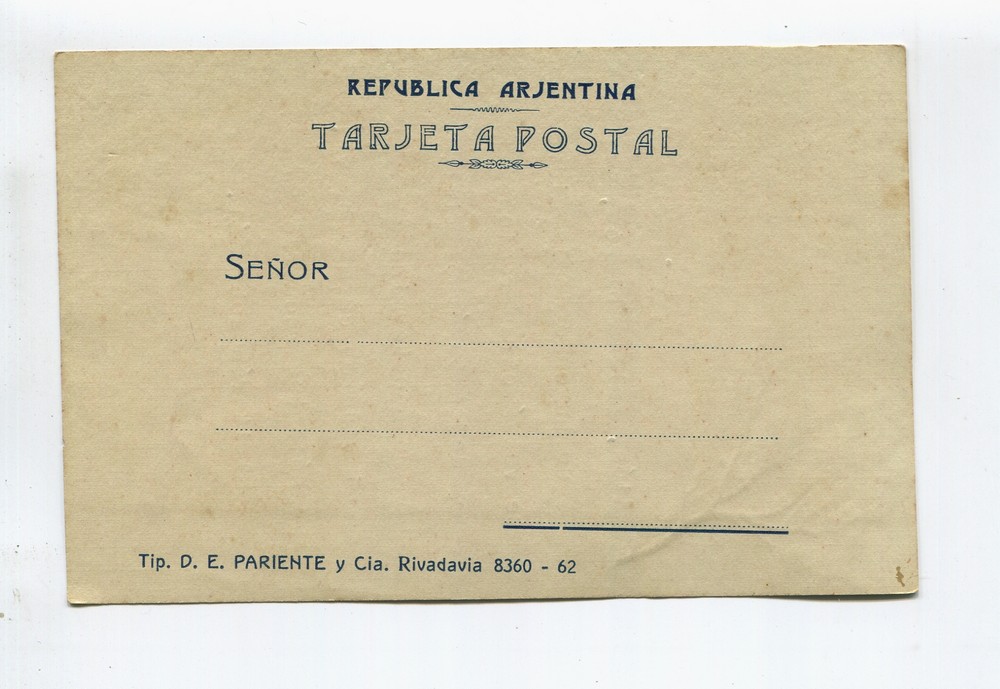 REPUBLICA ARJENTINA
TARJETA POSTAL
SEÑOR
Tip. D. E. PARIENTE y Cia. Rivadavia 8360 - 62